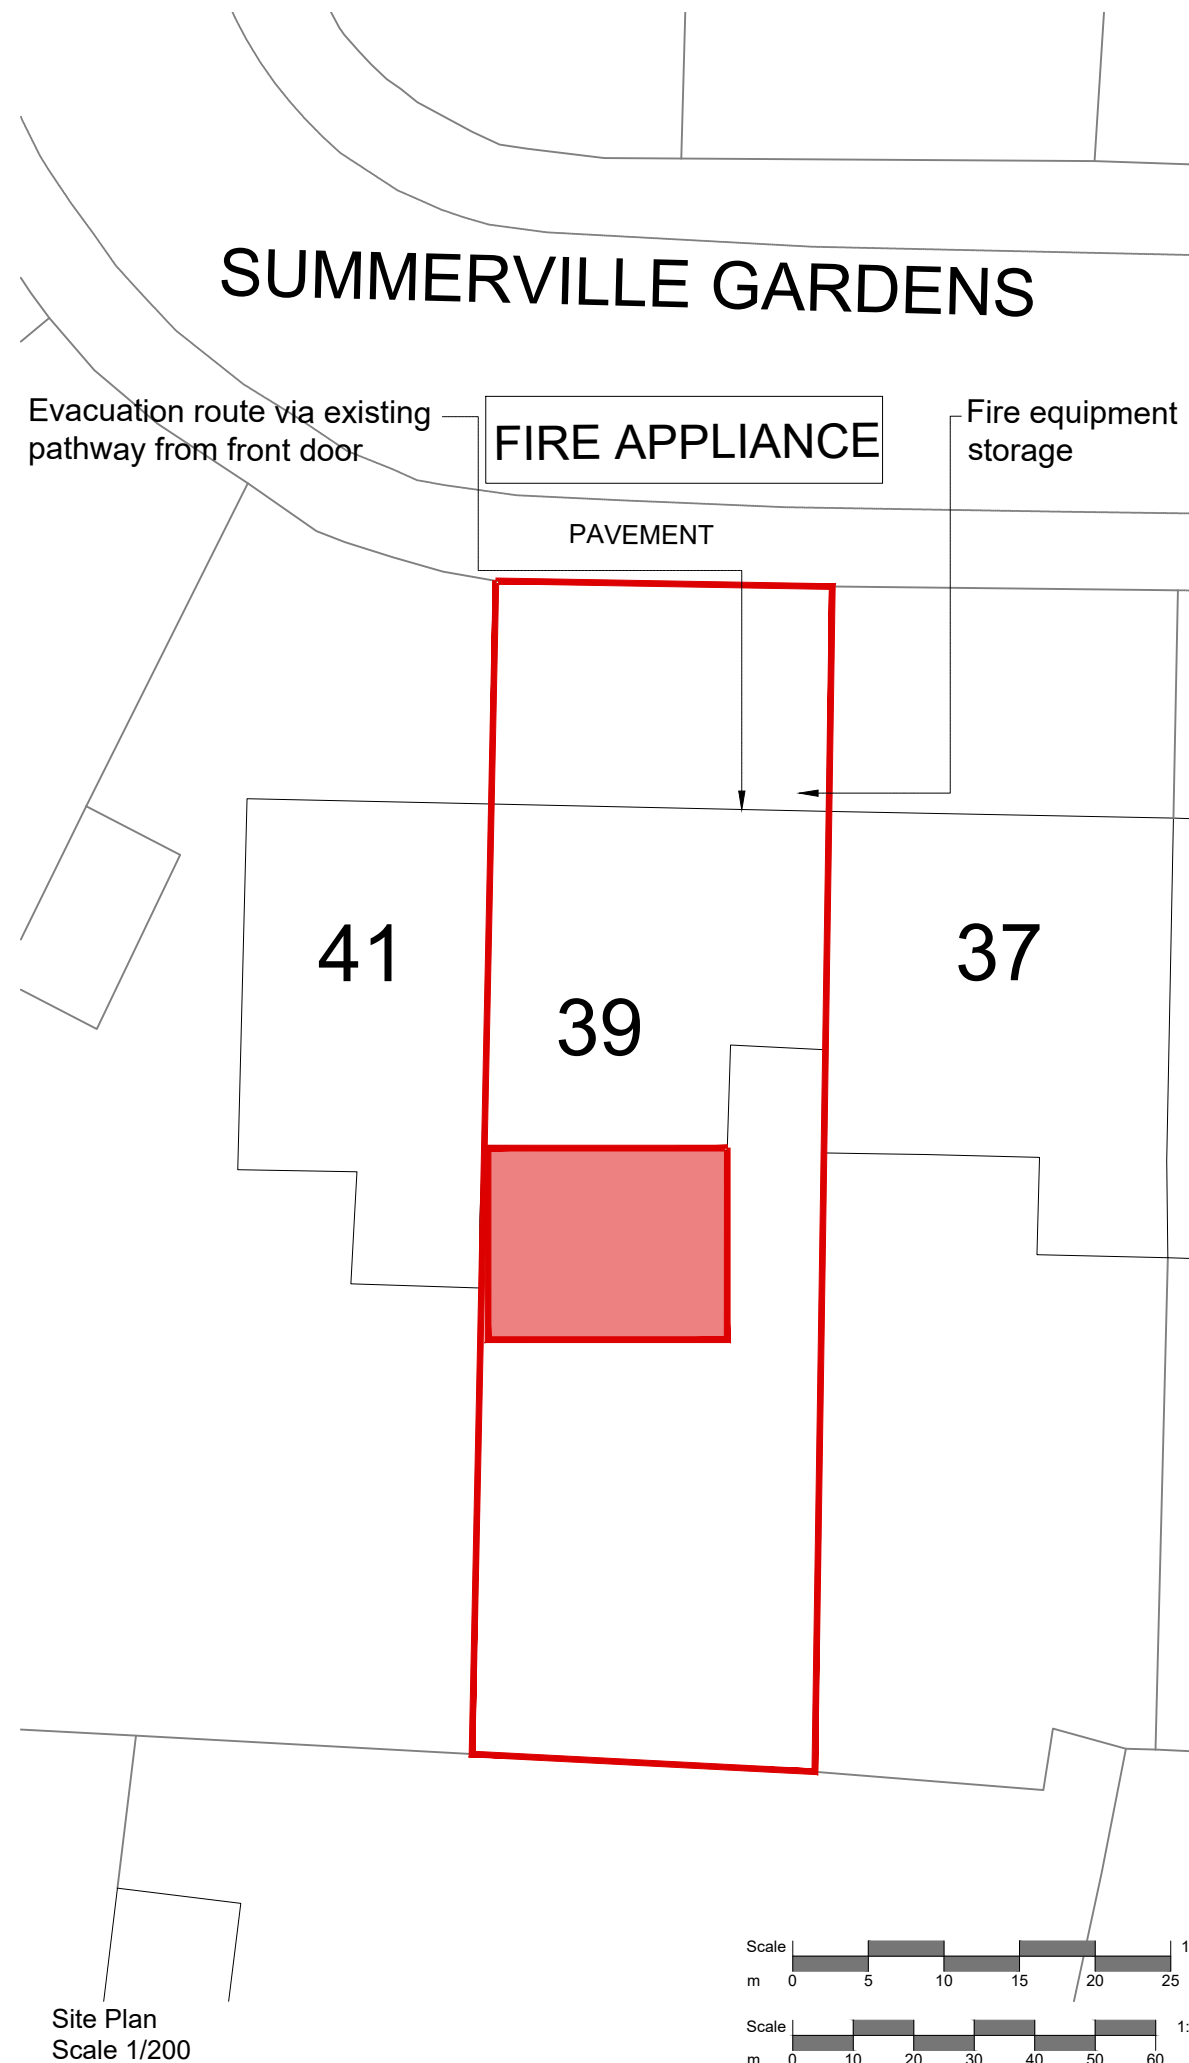 SUMMERVILLE GARDENS
Evacuation route via existing
pathway from front door
FIRE APPLIANCE
Fire equipment
storage
PAVEMENT
41
39
37
Scale 1
m 0 5 10 15 20 25
Scale 1:
m 0 10 20 30 40 50 60
Site Plan
Scale 1/200